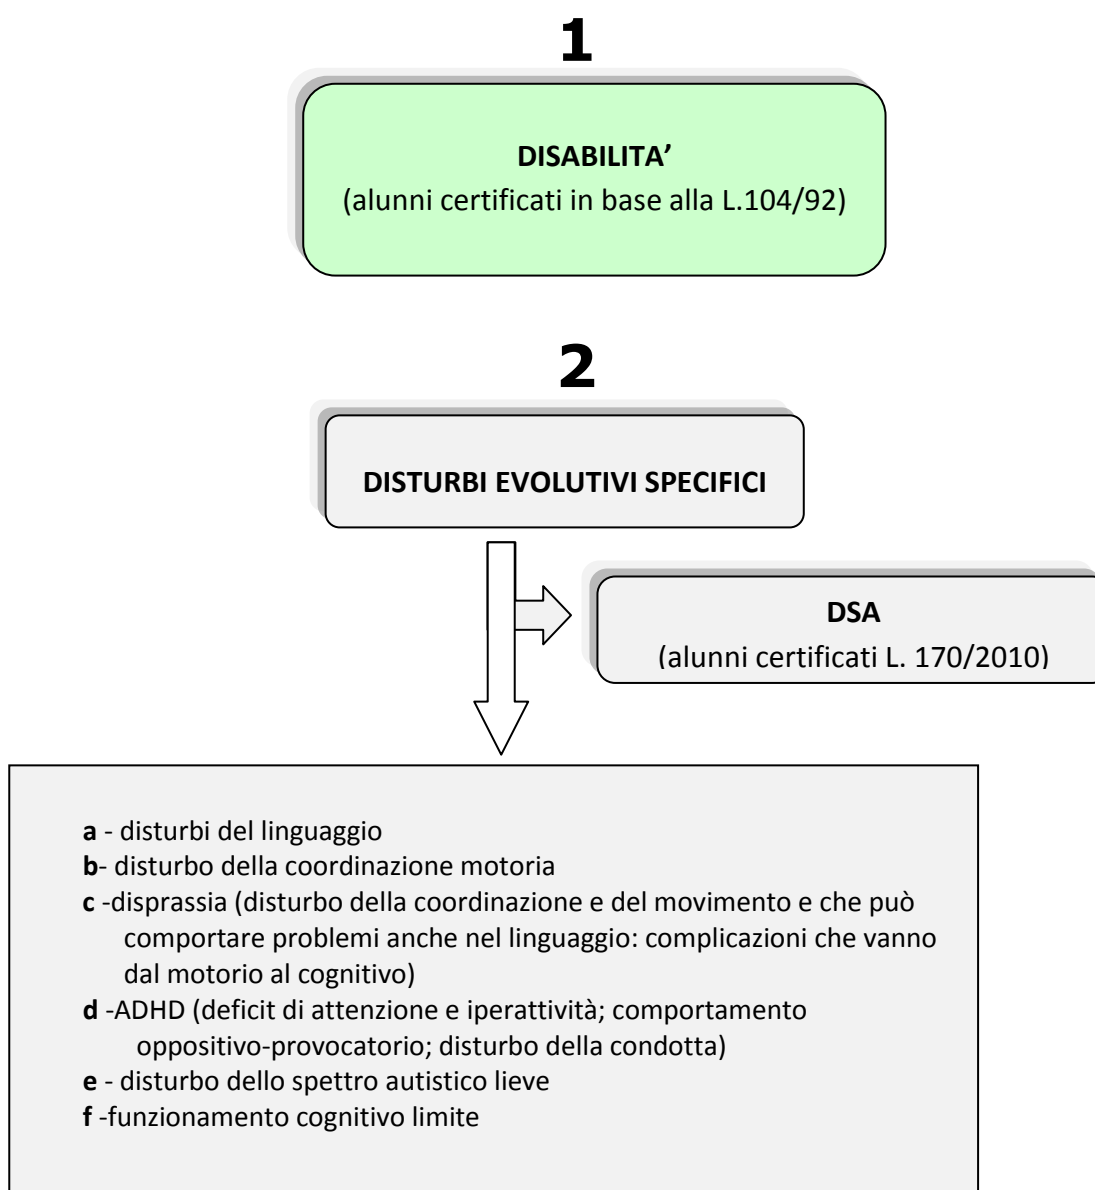 1
DISABILITA’
(alunni certificati in base alla L.104/92)
2
DISTURBI EVOLUTIVI SPECIFICI
DSA
(alunni certificati L. 170/2010)
a - disturbi del linguaggio
b- disturbo della coordinazione motoria
c -disprassia (disturbo della coordinazione e del movimento e che può
comportare problemi anche nel linguaggio: complicazioni che vanno
dal motorio al cognitivo)
d -ADHD (deficit di attenzione e iperattività; comportamento
oppositivo-provocatorio; disturbo della condotta)
e - disturbo dello spettro autistico lieve
f -funzionamento cognitivo limite